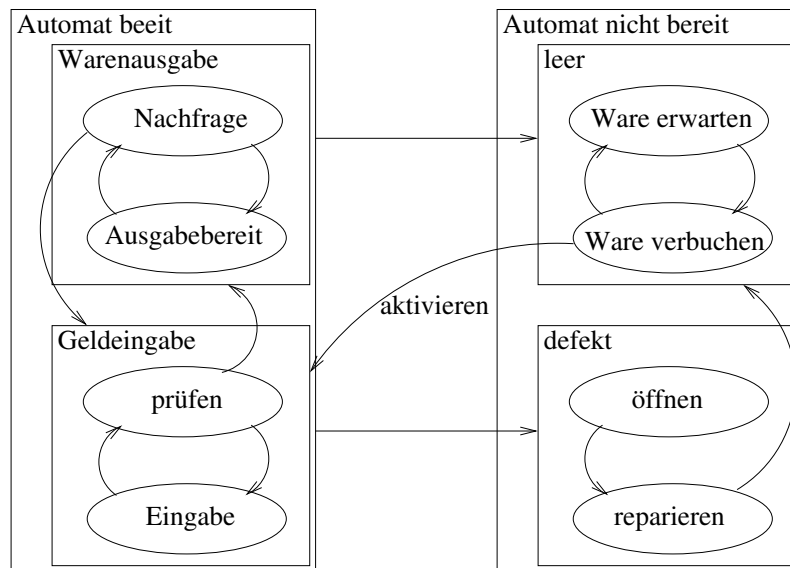 Automat beeit
Warenausgabe
Nachfrage
Ausgabebereit
Geldeingabe
prüfen
Eingabe
aktivieren
Automat nicht bereit
leer
Ware erwarten
Ware verbuchen
defekt
öffnen
reparieren